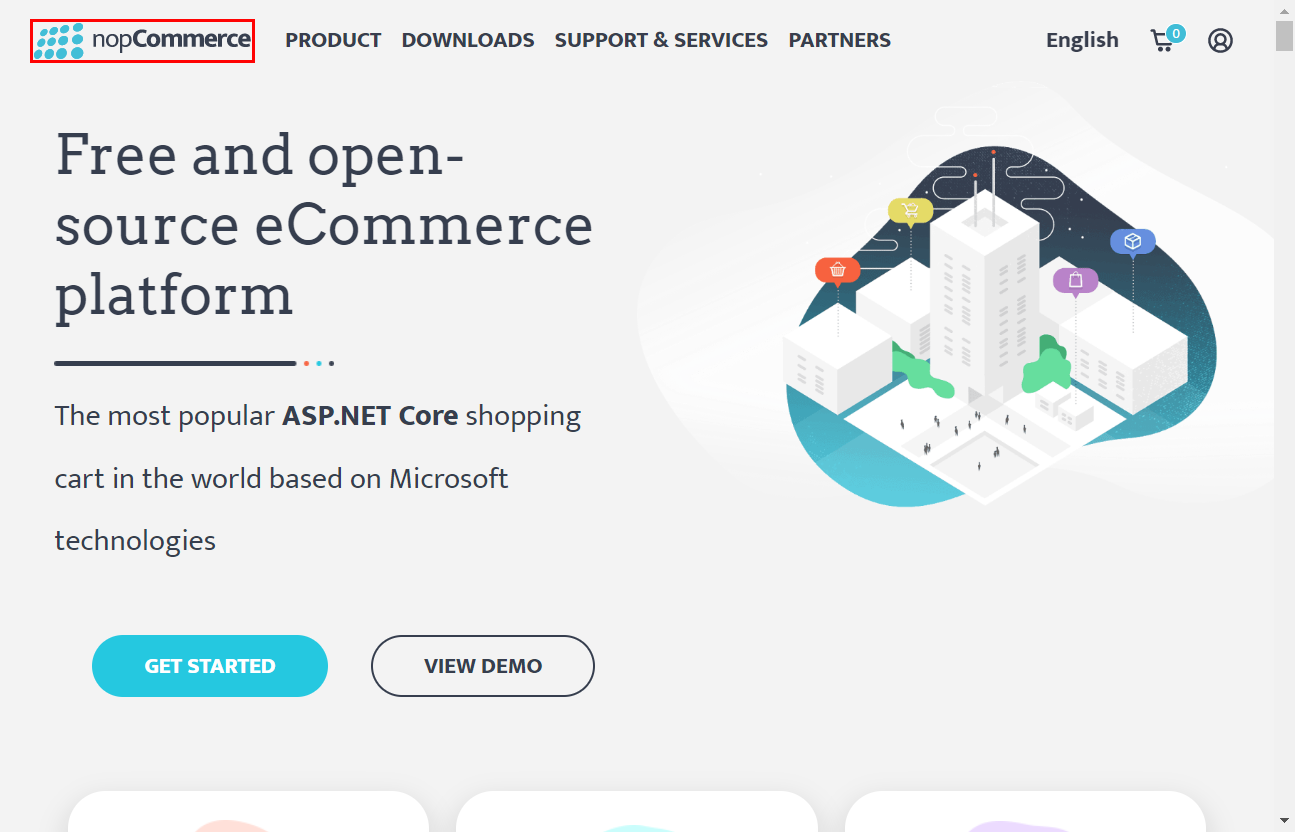 nopCommerce PRODUCT DOWNLOADS SUPPORT & SERVICES PARTNERS English 0
Free and open-
source eCommerce
platform
The most popular ASP.NET Core shopping
cart in the world based on Microsoft
technologies
GET STARTED VIEW DEMO